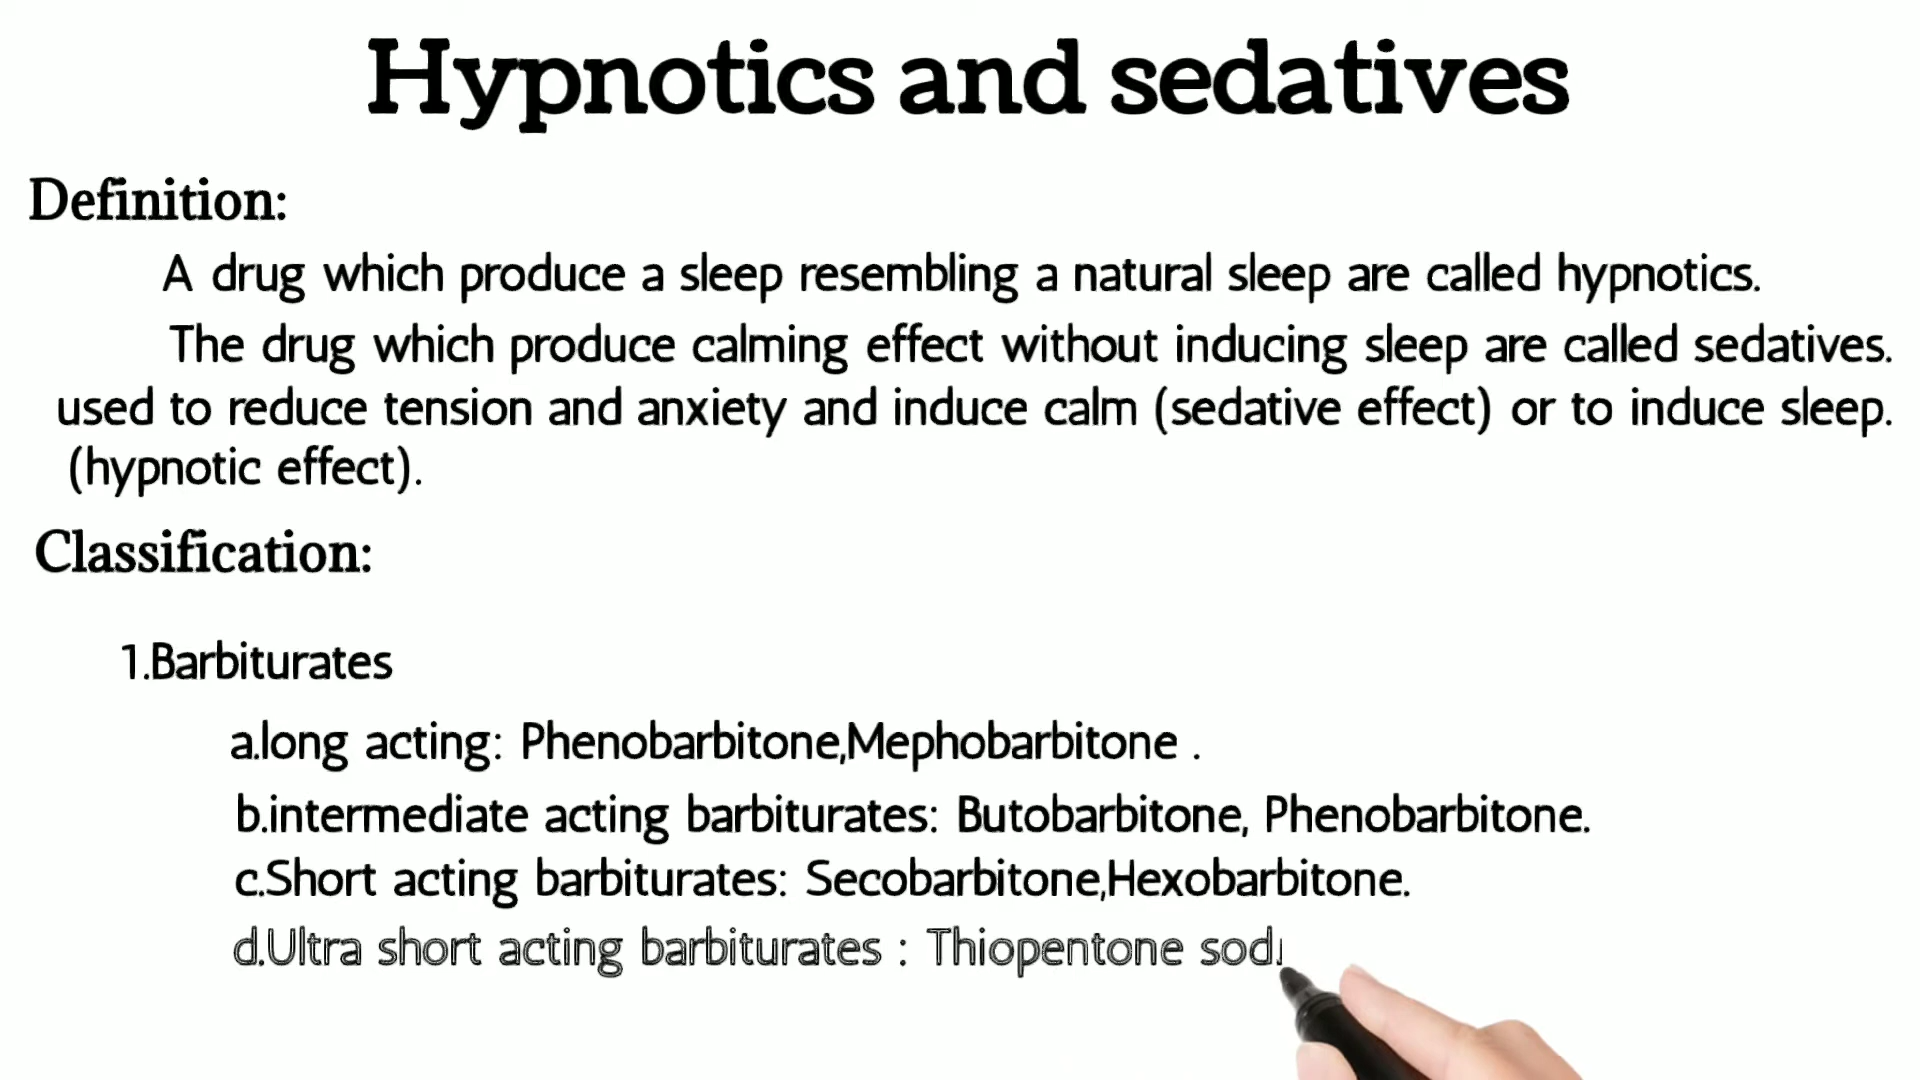 Hypnotics and sedatives
Definition:
A drug which produce a sleep resembling a natural sleep are called hypnotics.
The drug which produce calming effect without inducing sleep are called sedatives.
used to reduce tension and anxiety and induce calm (sedative effect) or to induce sleep.
(hypnotic effect).
Classification:
1.Barbiturates
a.long acting: Phenobarbitone,Mephobarbitone .
b.intermediate acting barbiturates: Butobarbitone, Phenobarbitone.
c.Short acting barbiturates: Secobarbitone,Hexobarbitone.
d.Ultra short acting barbiturates : Thiopentone sod